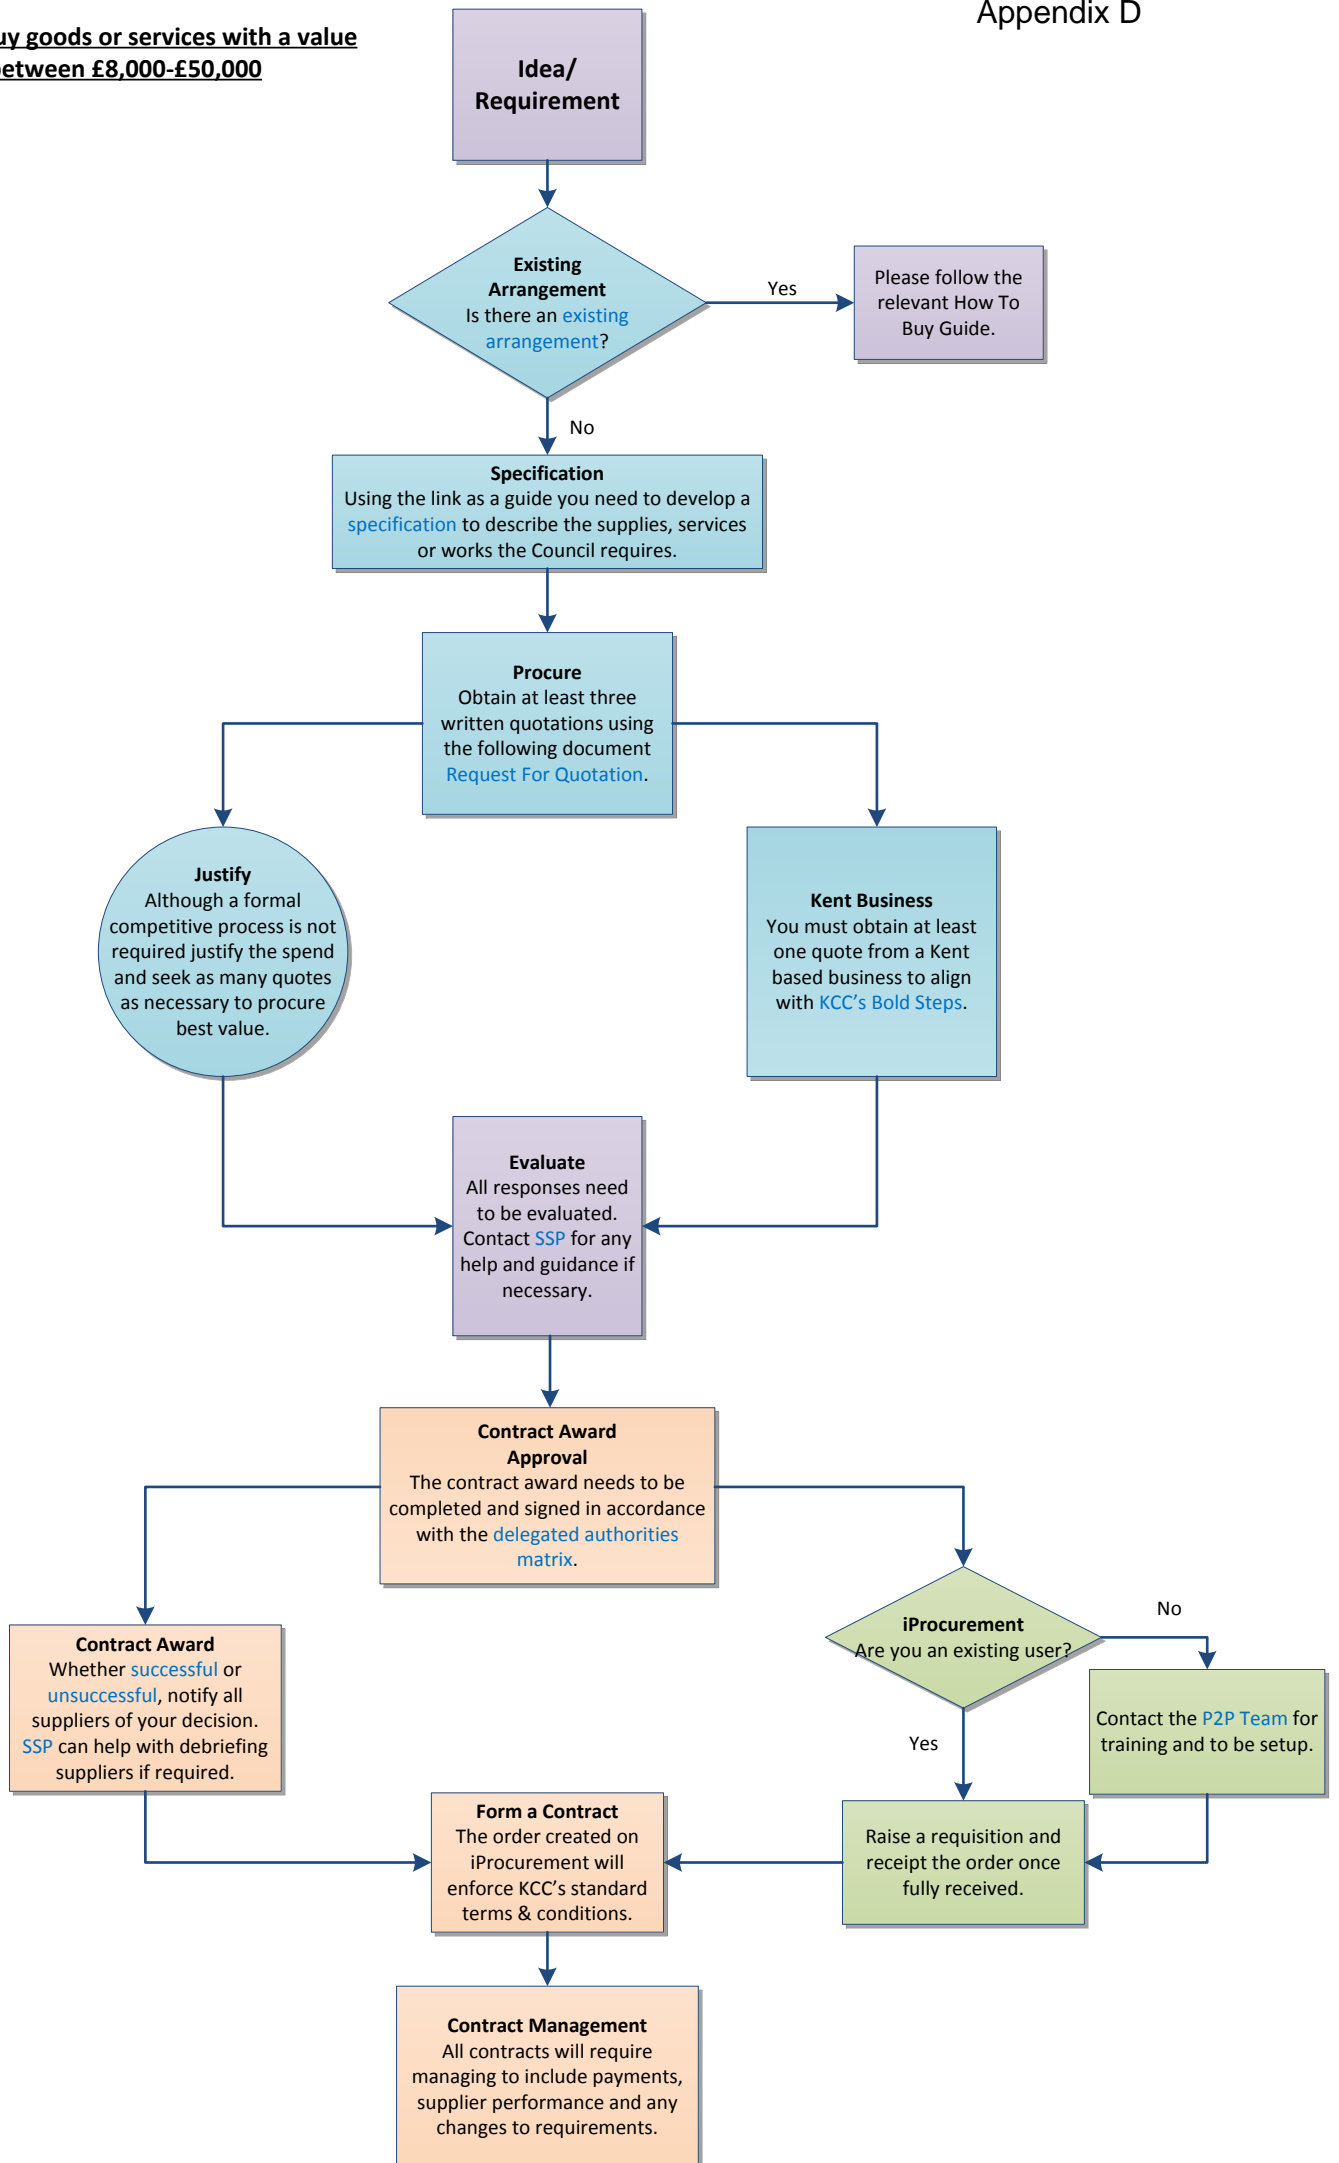 Appendix D
uy goods or services with a value
between £8,000-£50,000
Idea/
Requirement
Existing
Arrangement
Is there an existing
arrangement?
Yes
Please follow the
relevant How To
Buy Guide.
No
Specification
Using the link as a guide you need to develop a
specification to describe the supplies, services
or works the Council requires.
Procure
Obtain at least three
written quotations using
the following document
Request For Quotation.
Justify
Although a formal
competitive process is not
required justify the spend
and seek as many quotes
as necessary to procure
best value.
Kent Business
You must obtain at least
one quote from a Kent
based business to align
with KCC's Bold Steps.
Evaluate
All responses need
to be evaluated.
Contact SSP for any
help and guidance if
necessary.
Contract Award
Approval
The contract award needs to be
completed and signed in accordance
with the delegated authorities
matrix.
Contract Award
Whether successful or
unsuccessful, notify all
suppliers of your decision.
SSP can help with debriefing
suppliers if required.
iProcurement
Are you an existing user?
No
Contact the P2P Team for
training and to be setup.
Yes
Raise a requisition and
receipt the order once
fully received.
Form a Contract
The order created on
iProcurement will
enforce KCC's standard
terms & conditions.
Contract Management
All contracts will require
managing to include payments,
supplier performance and any
changes to requirements.